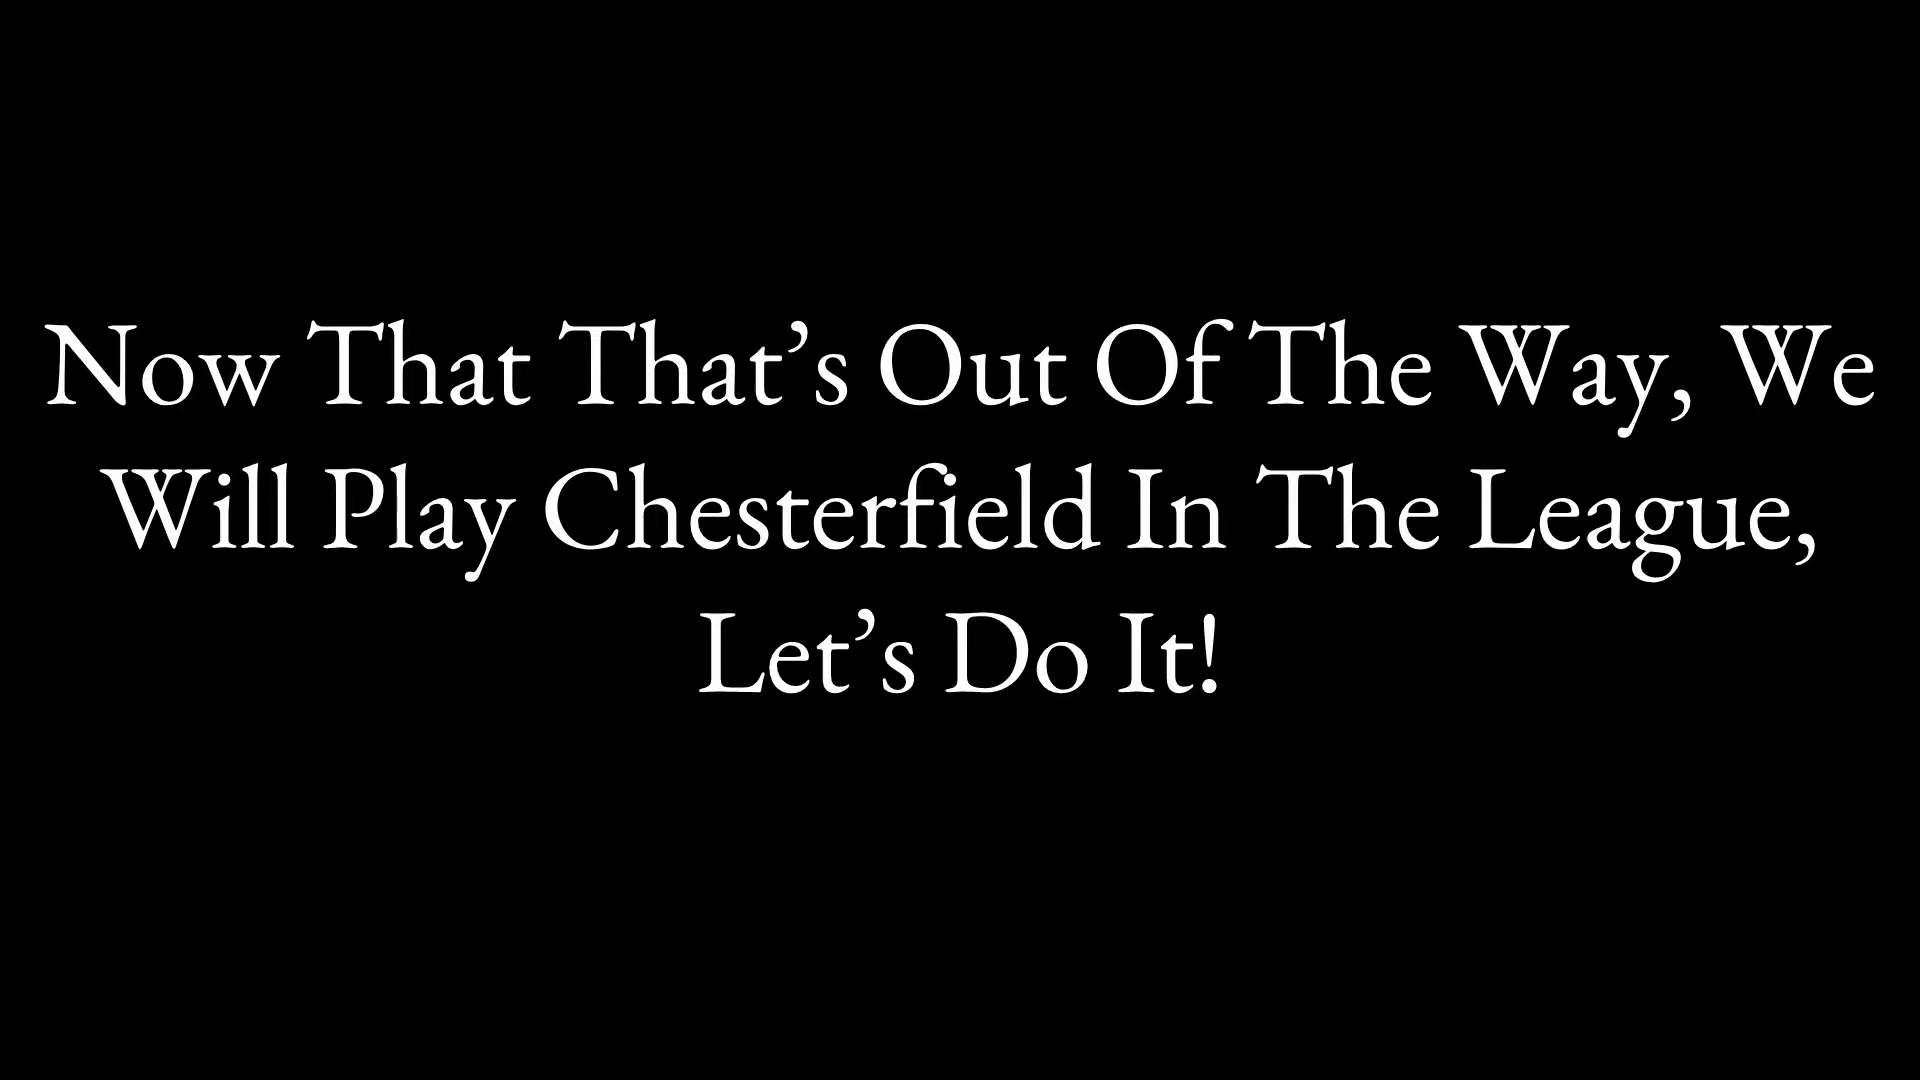 Now That That’s Out Of The Way, We
Will Play Chesterfield In The League,
Let’s Do It!